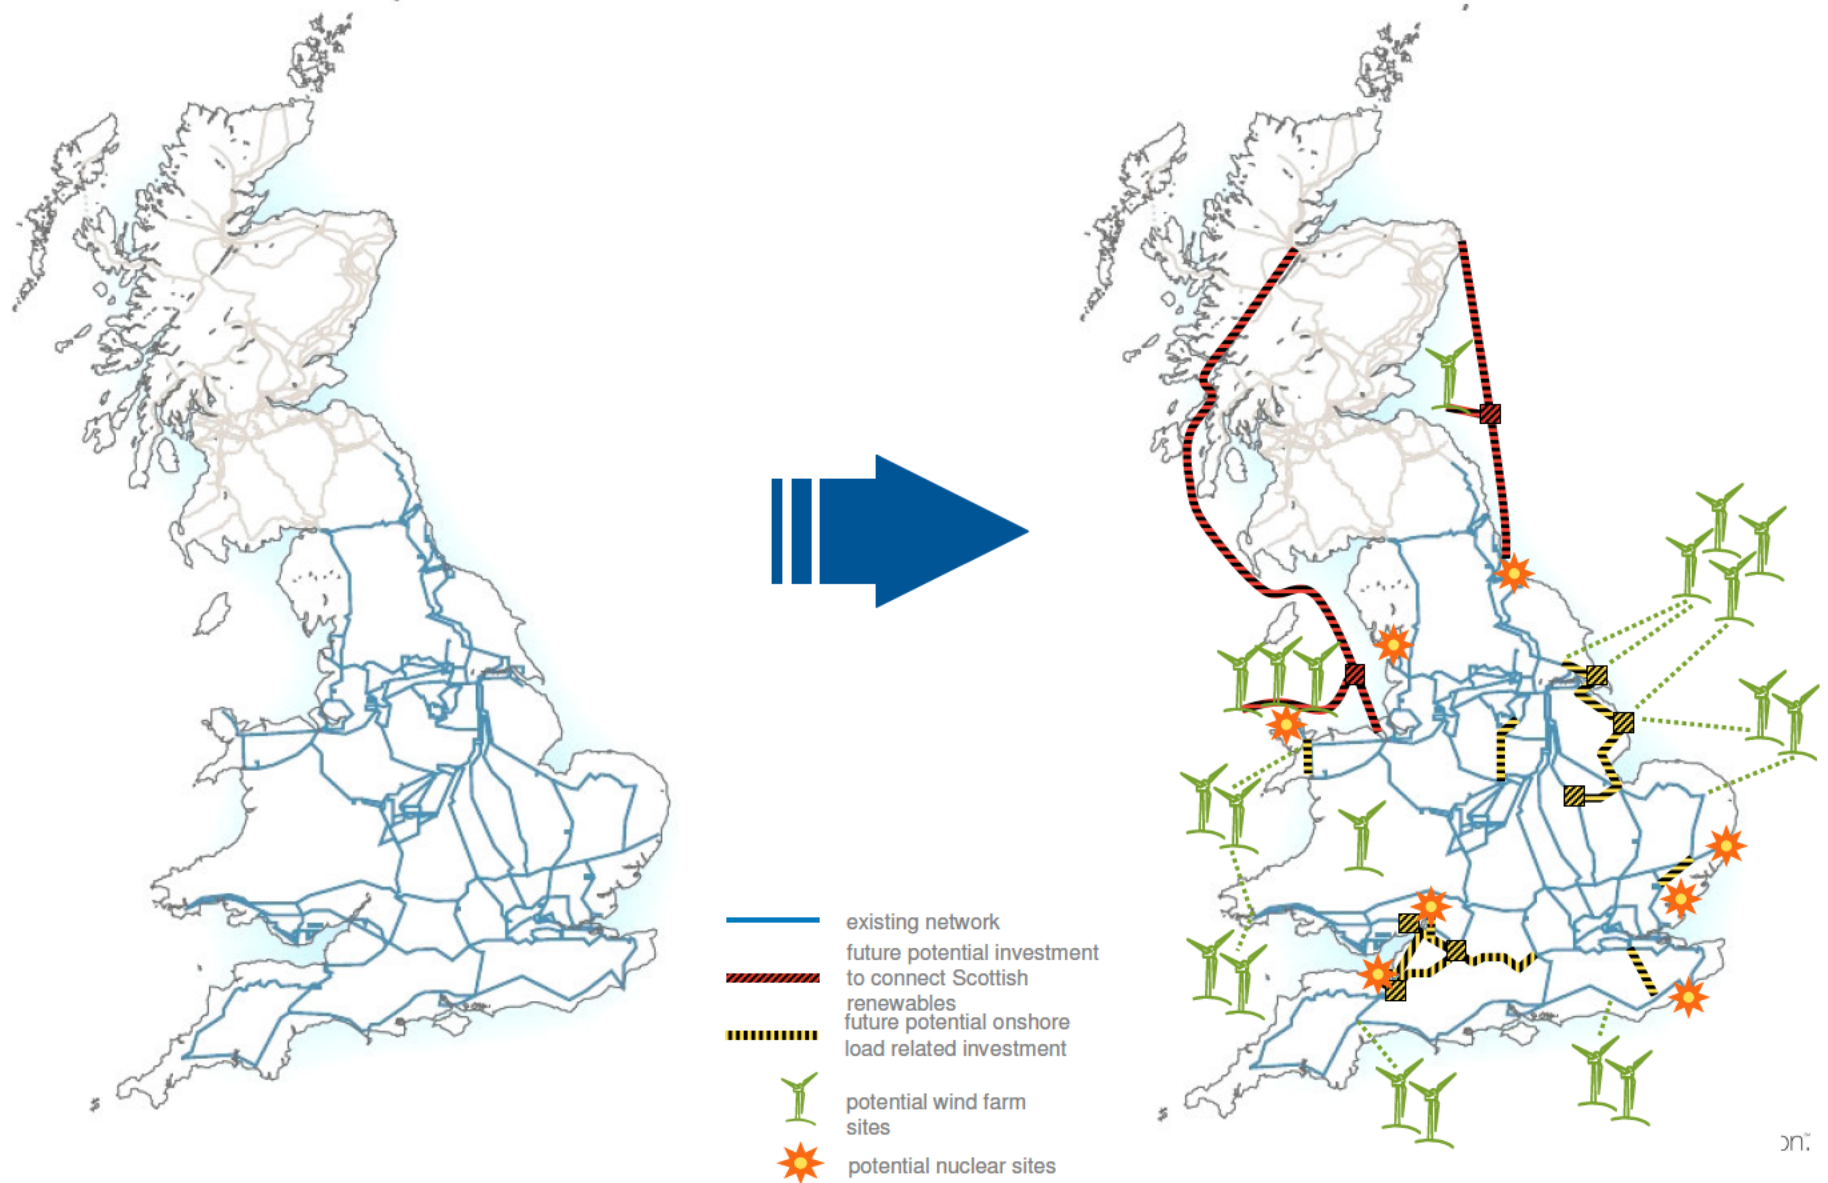 existing network
future potential investment
to connect Scottish
renewables
future potential onshore
load related investment
potential wind farm
sites
potential nuclear sites
on.